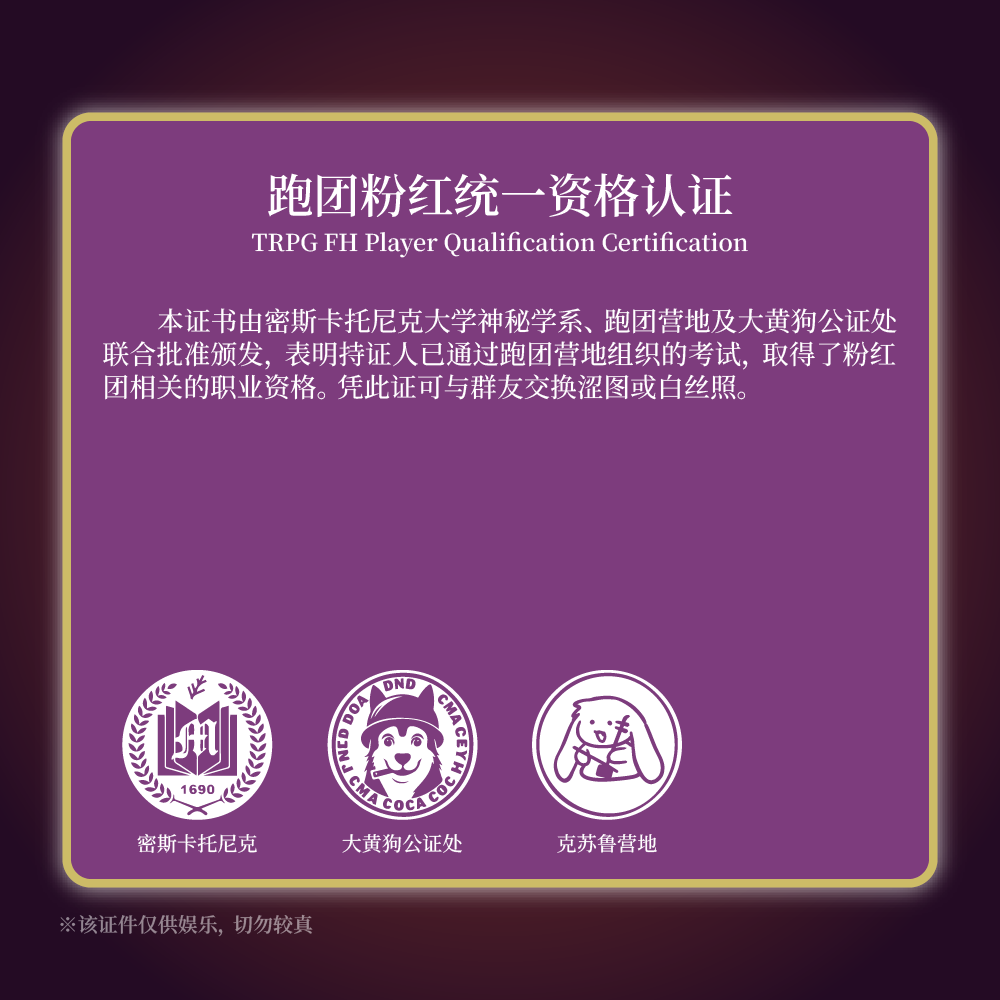 跑团粉红统一资格认证
TRPG FH Player Qualification Certification
本证书由密斯卡托尼克大学神秘学系、跑团营地及大黄狗公证处
联合批准颁发，表明持证人已通过跑团营地组织的考试，取得了粉红
团相关的职业资格。凭此证可与群友交换涩图或白丝照。
M
1690
DND
CMACEYH
COC
COCA
CMA
DOA
密斯卡托尼克
大黄狗公证处
克苏鲁营地
※该证件仅供娱乐，切勿较真